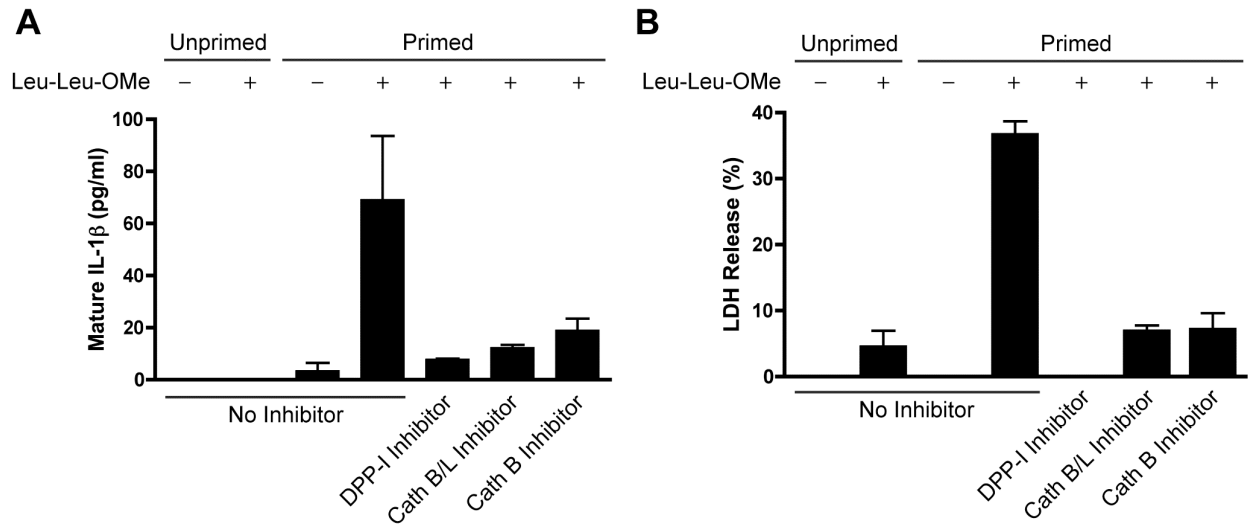 A
Unprimed Primed
Leu-Leu-OMe − + − + + + +
Mature IL-1β (pg/ml)
100
80
60
40
20
0
No Inhibitor
DPP-I Inhibitor
Cath B/L Inhibitor
Cath B Inhibitor
B
Unprimed Primed
Leu-Leu-OMe − + − + + + +
LDH Release (%)
40
30
20
10
0
No Inhibitor
DPP-I Inhibitor
Cath B/L Inhibitor
Cath B Inhibitor